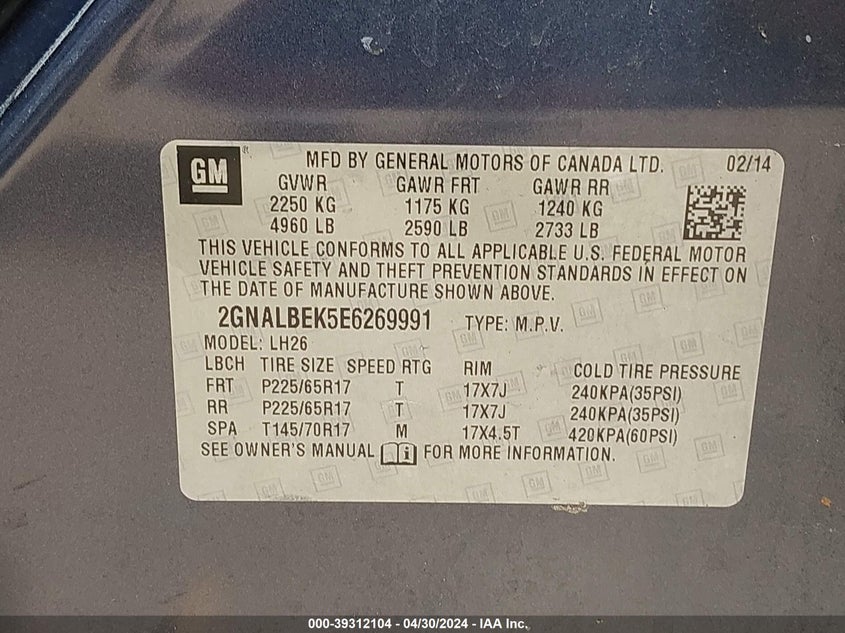 GM ® MFD BY GENERAL MOTORS OF CANADA LTD. 02/14
GVWR GAWR FRT GAWR RR
2250 KG 1175 KG 1240 KG
4960 LB 2590 LB 2733 LB
THIS VEHICLE CONFORMS TO ALL APPLICABLE U.S. FEDERAL MOTOR
VEHICLE SAFETY AND THEFT PREVENTION STANDARDS IN EFFECT ON
THE DATE OF MANUFACTURE SHOWN ABOVE.
2GNALBEK5E6269991 TYPE: M.P.V.
MODEL: LH26
LBCH TIRE SIZE SPEED RTG RIM COLD TIRE PRESSURE
FRT P225/65R17 T 17X7J 240KPA(35PSI)
RR P225/65R17 T 17X7J 240KPA(35PSI)
SPA T145/70R17 M 17X4.5T 420KPA(60PSI)
SEE OWNER'S MANUAL FOR MORE INFORMATION.
000-39312104 - 04/30/2024 - IAA Inc.